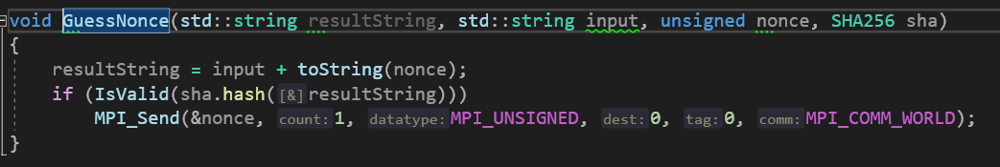 void GuessNonce(std::string resultString, std::string input, unsigned nonce, SHA256 sha)
{
    resultString = input + toString(nonce);
    if (IsValid(sha.hash([&]resultString)))
        MPI_Send(&nonce, count:1, datatype:MPI_UNSIGNED, dest:0, tag:0, comm:MPI_COMM_WORLD);
}